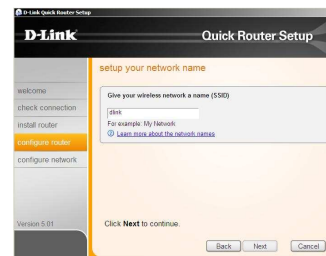 D-Link Quick Router Setup
D-Link
Quick Router Setup
setup your network name
welcome
check connection
install router
configure router
configure network
Give your wireless network a name (SSID)
dlink
For example: My Network
Learn more about the network names
Click Next to continue.
Version 5.01
Back
Next
Cancel